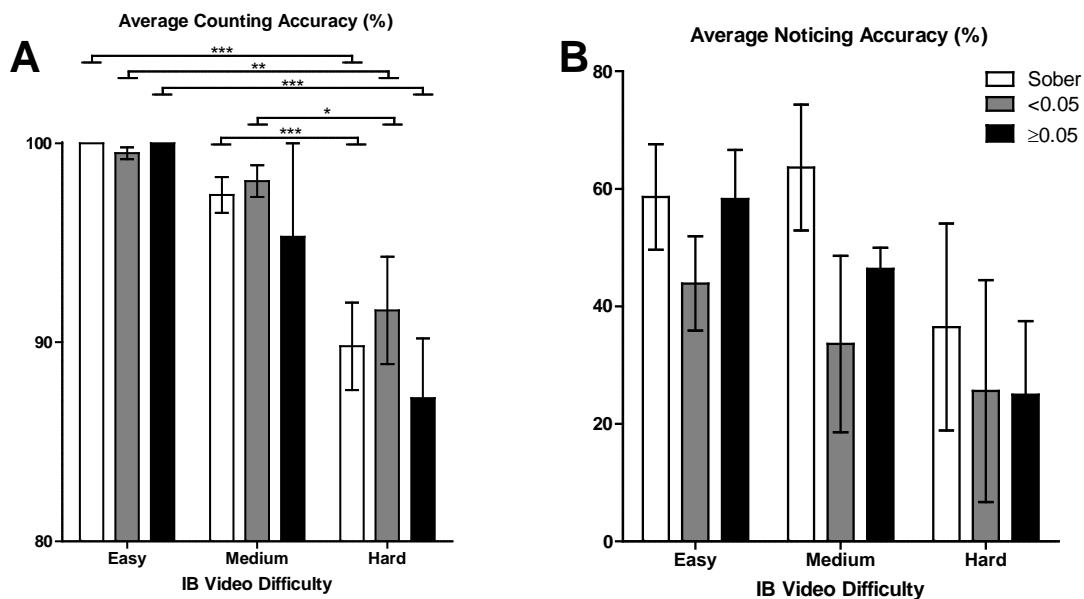 Average Counting Accuracy (%)
A
***
**
***
*
***
100
90
80
Easy Medium Hard
IB Video Difficulty
Average Noticing Accuracy (%)
B
Sober
<0.05
≥0.05
80
60
40
20
0
Easy Medium Hard
IB Video Difficulty